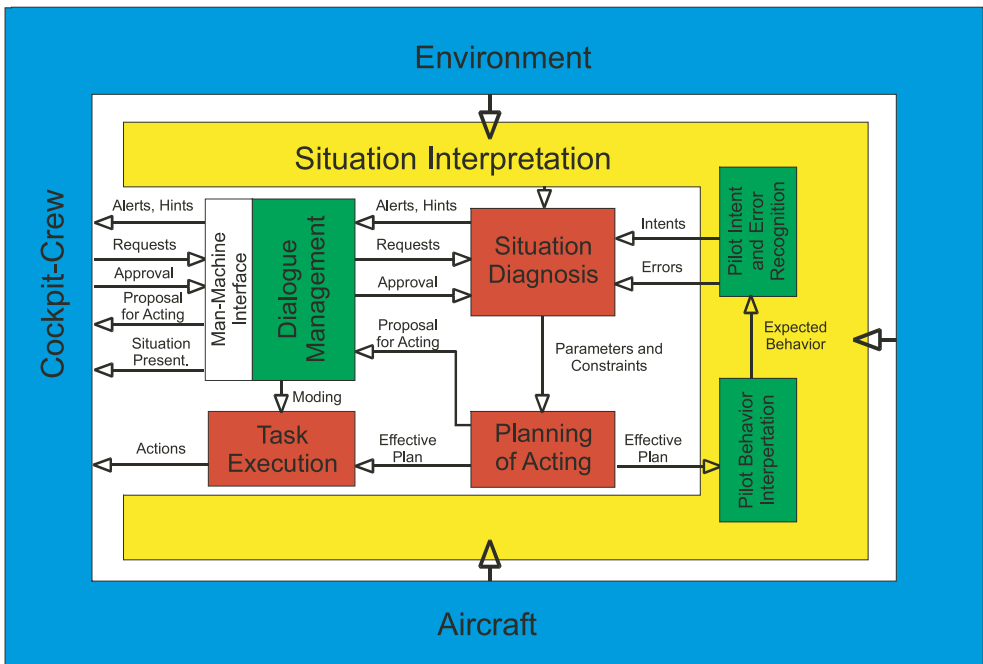 Environment
Situation Interpretation
Cockpit-Crew
Alerts, Hints
Requests
Approval
Proposal
for Acting
Situation
Present.
Actions
Man-Machine
Interface
Dialogue
Management
Alerts, Hints
Requests
Approval
Proposal
for Acting
Moding
Task
Execution
Effective
Plan
Situation
Diagnosis
Parameters and
Constraints
Planning
of Acting
Intents
Errors
Effective
Plan
Pilot Intent
and Error
Recognition
Expected
Behavior
Pilot Behavior
Interpertation
Aircraft